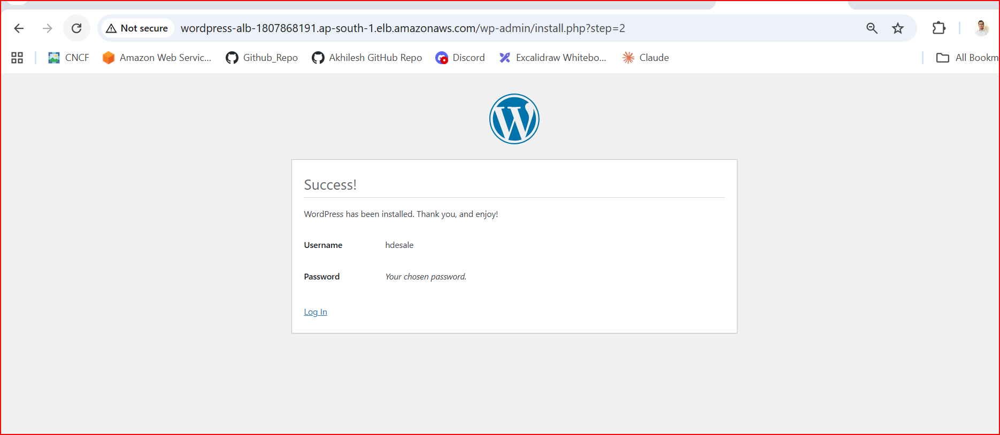 Not secure wordpress-alb-1807868191.ap-south-1.elb.amazonaws.com/wp-admin/install.php?step=2
CNCF Amazon Web Servic... Github_Repo Akhilesh GitHub Repo Discord Excalidraw Whitebo... Claude All Bookm
Success!
WordPress has been installed. Thank you, and enjoy!
Username hdesale
Password Your chosen password.
Log In